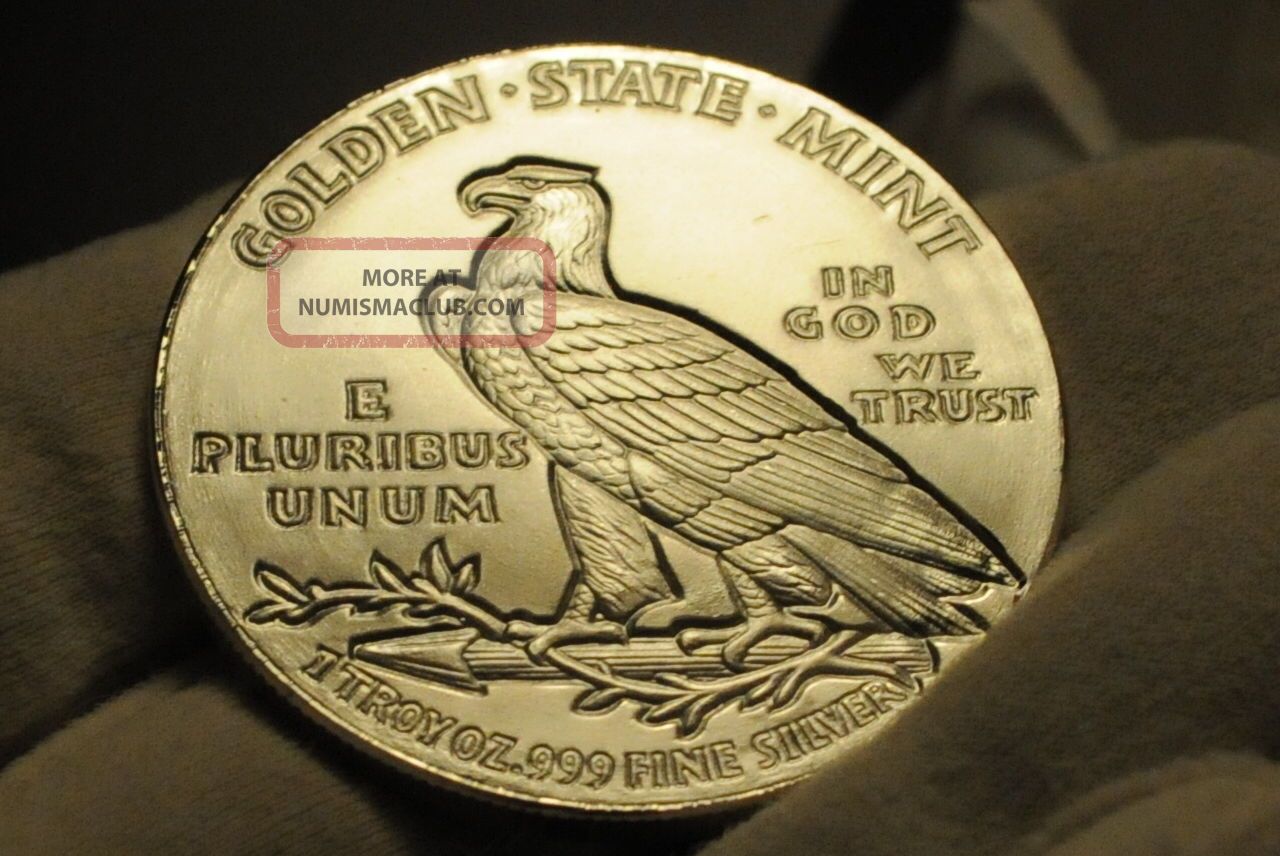 GOLDEN · STATE · MINT
MORE AT
NUMISMACLUB.COM
IN
GOD
WE
TRUST
E
PLURIBUS
UNUM
1 TROY OZ. .999 FINE SILVER